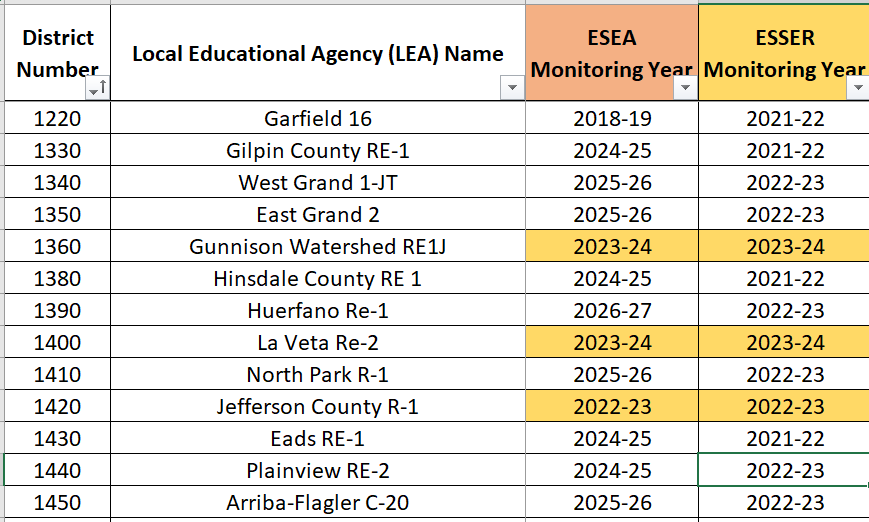 District Number Local Educational Agency (LEA) Name ESEA Monitoring Year ESSER Monitoring Year
1220 Garfield 16 2018-19 2021-22
1330 Gilpin County RE-1 2024-25 2021-22
1340 West Grand 1-JT 2025-26 2022-23
1350 East Grand 2 2025-26 2022-23
1360 Gunnison Watershed RE1J 2023-24 2023-24
1380 Hinsdale County RE 1 2024-25 2021-22
1390 Huerfano Re-1 2026-27 2022-23
1400 La Veta Re-2 2023-24 2023-24
1410 North Park R-1 2025-26 2022-23
1420 Jefferson County R-1 2022-23 2022-23
1430 Eads RE-1 2024-25 2021-22
1440 Plainview RE-2 2024-25 2022-23
1450 Arriba-Flagler C-20 2025-26 2022-23